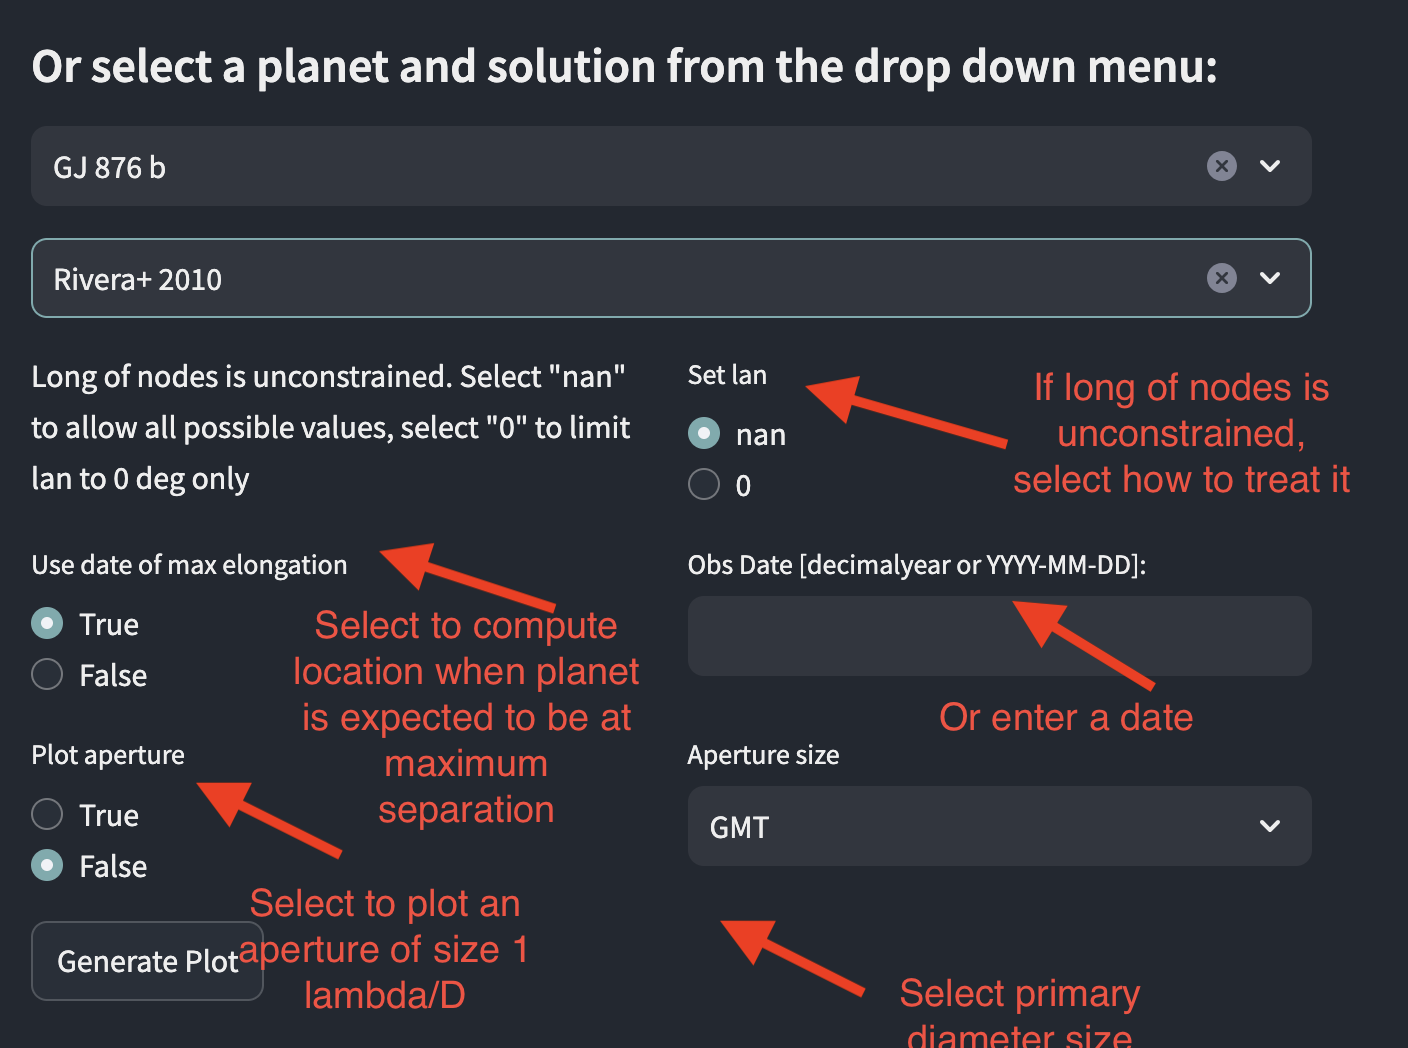 Or select a planet and solution from the drop down menu:
GJ 876 b
Rivera+ 2010
Long of nodes is unconstrained. Select "nan"
to allow all possible values, select "0" to limit
lan to 0 deg only
Set lan
nan
0
If long of nodes is
unconstrained,
select how to treat it
Use date of max elongation
True
False
Select to compute
location when planet
is expected to be at
maximum
separation
Obs Date [decimalyear or YYYY-MM-DD]:
Or enter a date
Plot aperture
True
False
Select to plot an
aperture of size 1
lambda/D
Aperture size
GMT
Select primary
diameter size
Generate Plot